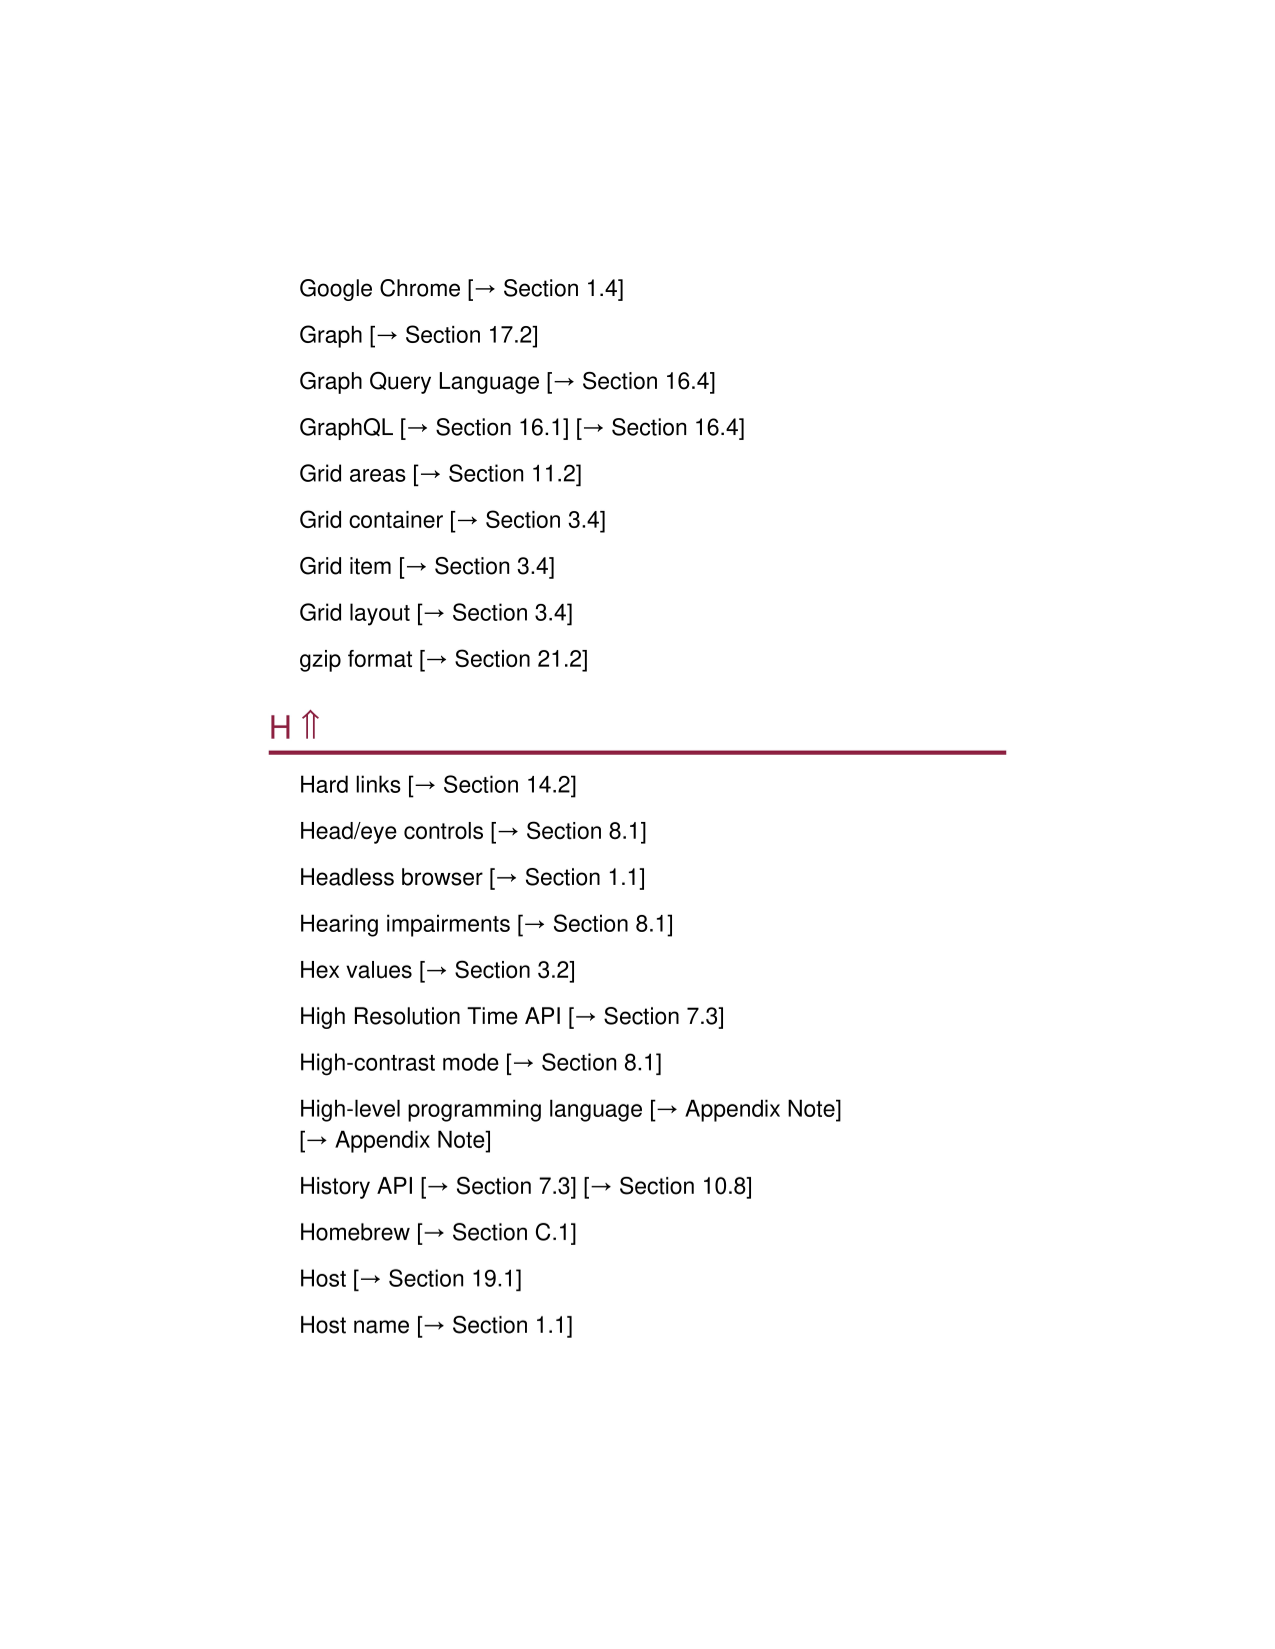 Google Chrome [→ Section 1.4]
Graph [→ Section 17.2]
Graph Query Language [→ Section 16.4]
GraphQL [→ Section 16.1] [→ Section 16.4]
Grid areas [→ Section 11.2]
Grid container [→ Section 3.4]
Grid item [→ Section 3.4]
Grid layout [→ Section 3.4]
gzip format [→ Section 21.2]
H ⇑
Hard links [→ Section 14.2]
Head/eye controls [→ Section 8.1]
Headless browser [→ Section 1.1]
Hearing impairments [→ Section 8.1]
Hex values [→ Section 3.2]
High Resolution Time API [→ Section 7.3]
High-contrast mode [→ Section 8.1]
High-level programming language [→ Appendix Note]
[→ Appendix Note]
History API [→ Section 7.3] [→ Section 10.8]
Homebrew [→ Section C.1]
Host [→ Section 19.1]
Host name [→ Section 1.1]